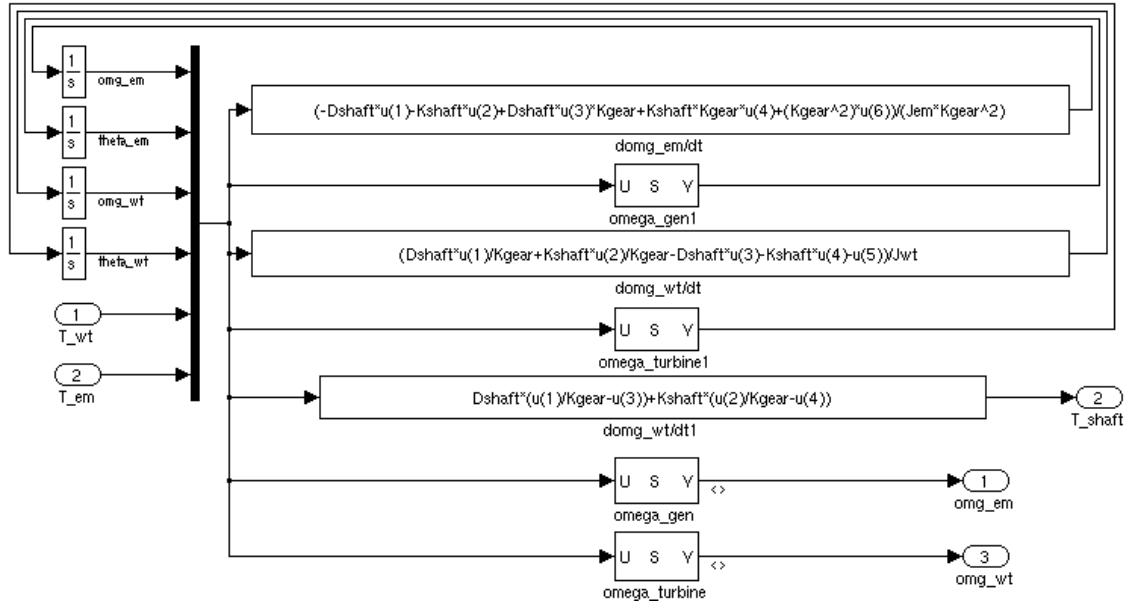 1
s
omg_em
1
s
theta_em
1
s
omg_wt
1
s
theta_wt
1
T_wt
2
T_em
(-Dshaft*u(1)-Kshaft*u(2)+Dshaft*u(3)*Kgear+Kshaft*Kgear*u(4)+(Kgear^2)*u(6))/(Jem*Kgear^2)
domg_em/dt
U S Y
omega_gen1
(Dshaft*u(1)/Kgear+Kshaft*u(2)/Kgear-Dshaft*u(3)-Kshaft*u(4)-u(5))/Jwt
domg_wt/dt
U S Y
omega_turbine1
Dshaft*(u(1)/Kgear-u(3))+Kshaft*(u(2)/Kgear-u(4))
domg_wt/dt1
2
T_shaft
U S Y
<>
omega_gen
1
omg_em
U S Y
<>
omega_turbine
3
omg_wt